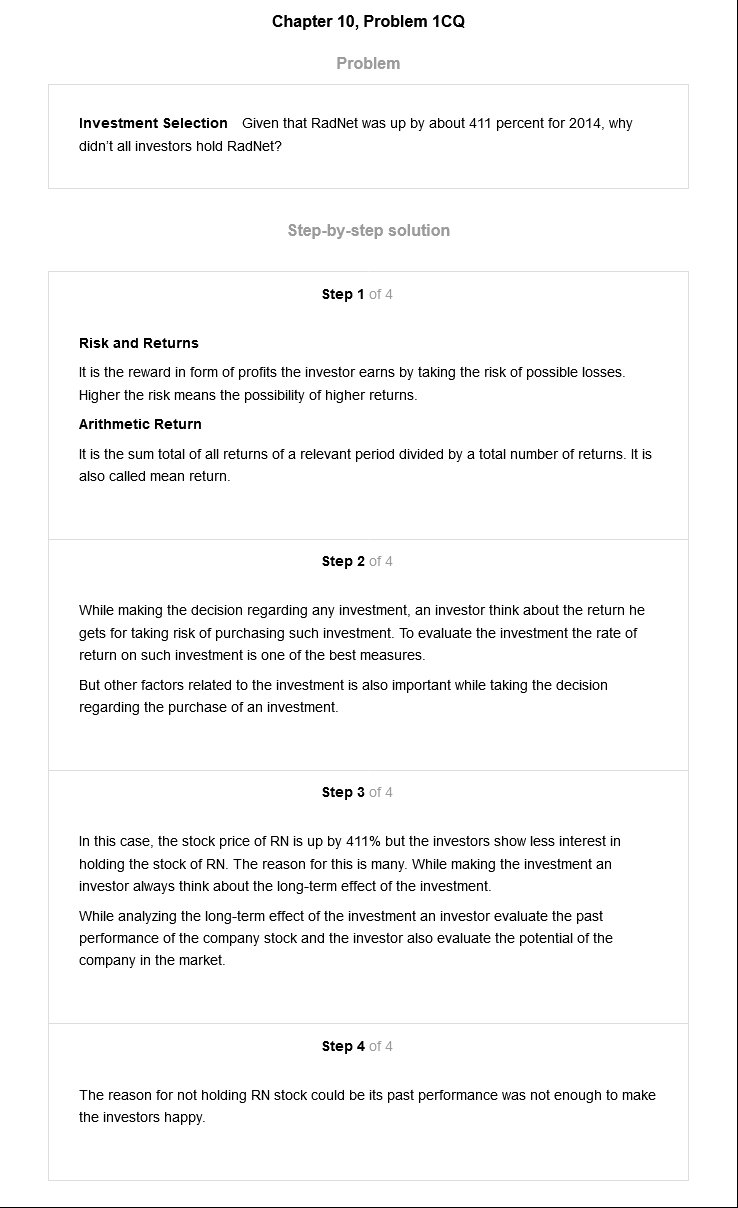 Chapter 10, Problem 1CQ
Problem
Investment Selection Given that RadNet was up by about 411 percent for 2014, why
didn't all investors hold RadNet?
Step-by-step solution
Step 1 of 4
Risk and Returns
It is the reward in form of profits the investor earns by taking the risk of possible losses.
Higher the risk means the possibility of higher returns.
Arithmetic Return
It is the sum total of all returns of a relevant period divided by a total number of returns. It is
also called mean return.
Step 2 of 4
While making the decision regarding any investment, an investor think about the return he
gets for taking risk of purchasing such investment. To evaluate the investment the rate of
return on such investment is one of the best measures.
But other factors related to the investment is also important while taking the decision
regarding the purchase of an investment.
Step 3 of 4
In this case, the stock price of RN is up by 411% but the investors show less interest in
holding the stock of RN. The reason for this is many. While making the investment an
investor always think about the long-term effect of the investment.
While analyzing the long-term effect of the investment an investor evaluate the past
performance of the company stock and the investor also evaluate the potential of the
company in the market.
Step 4 of 4
The reason for not holding RN stock could be its past performance was not enough to make
the investors happy.